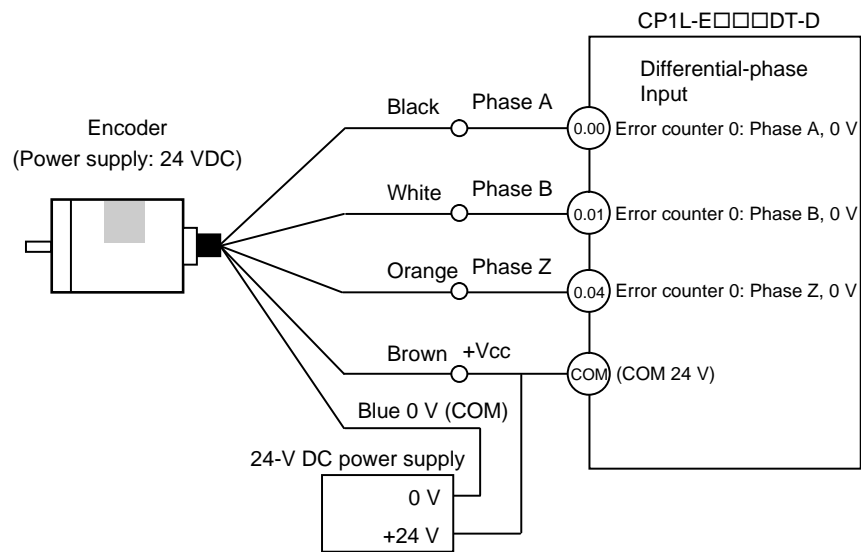 CP1L-E□□□DT-D
Differential-phase
Input
Encoder
(Power supply: 24 VDC)
Black
Phase A
0.00
Error counter 0: Phase A, 0 V
White
Phase B
0.01
Error counter 0: Phase B, 0 V
Orange
Phase Z
0.04
Error counter 0: Phase Z, 0 V
Brown
+Vcc
COM
(COM 24 V)
Blue 0 V (COM)
24-V DC power supply
0 V
+24 V